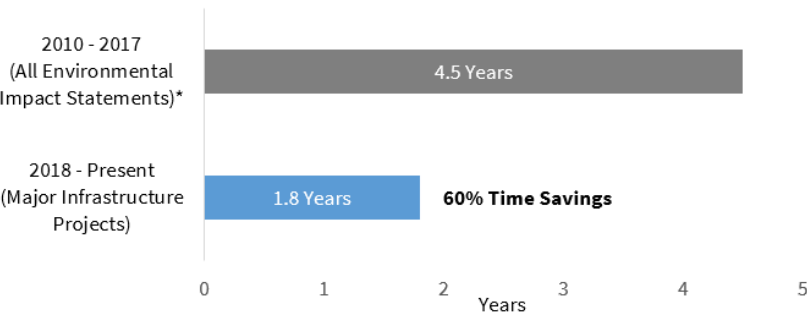 2010 - 2017
(All Environmental
Impact Statements)*
4.5 Years
2018 - Present
(Major Infrastructure
Projects)
1.8 Years
60% Time Savings
0 1 2 3 4 5
Years